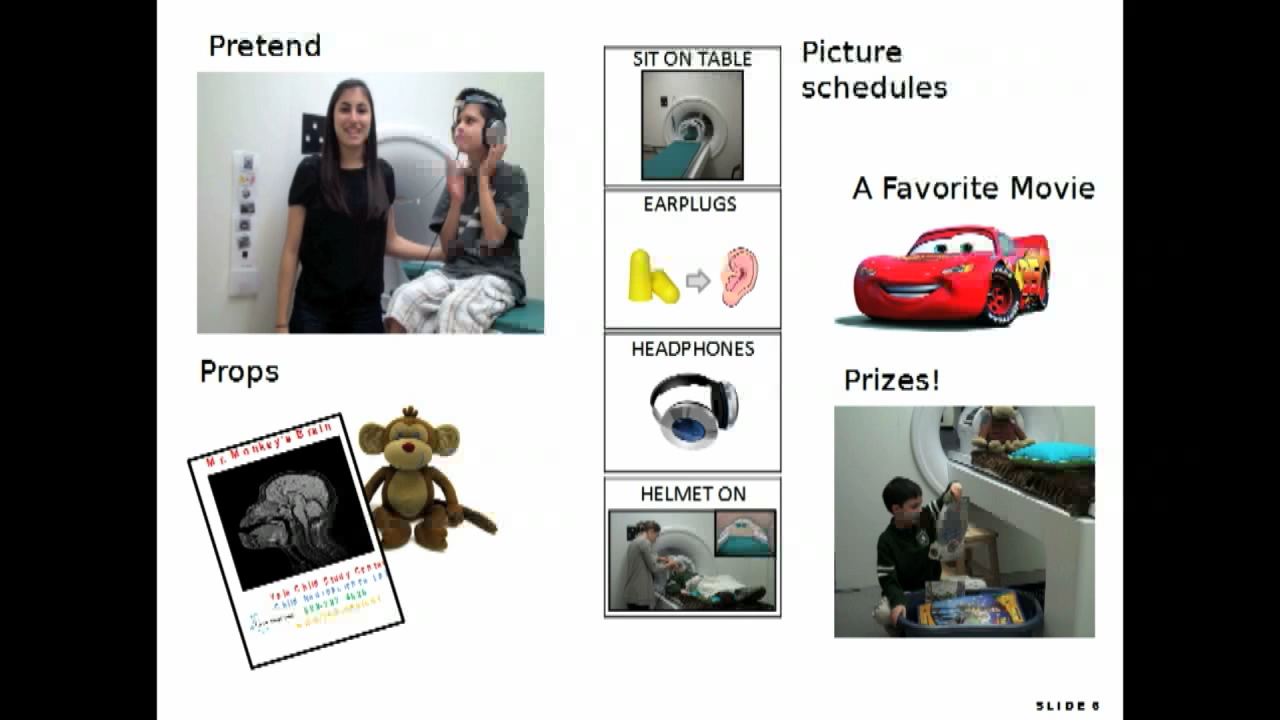 Pretend
SIT ON TABLE
Picture
schedules
EARPLUGS
A Favorite Movie
HEADPHONES
Props
Prizes!
Mr. Monkey's Brain
HELMET ON
Yale Child Study Cente
SLIDE 6